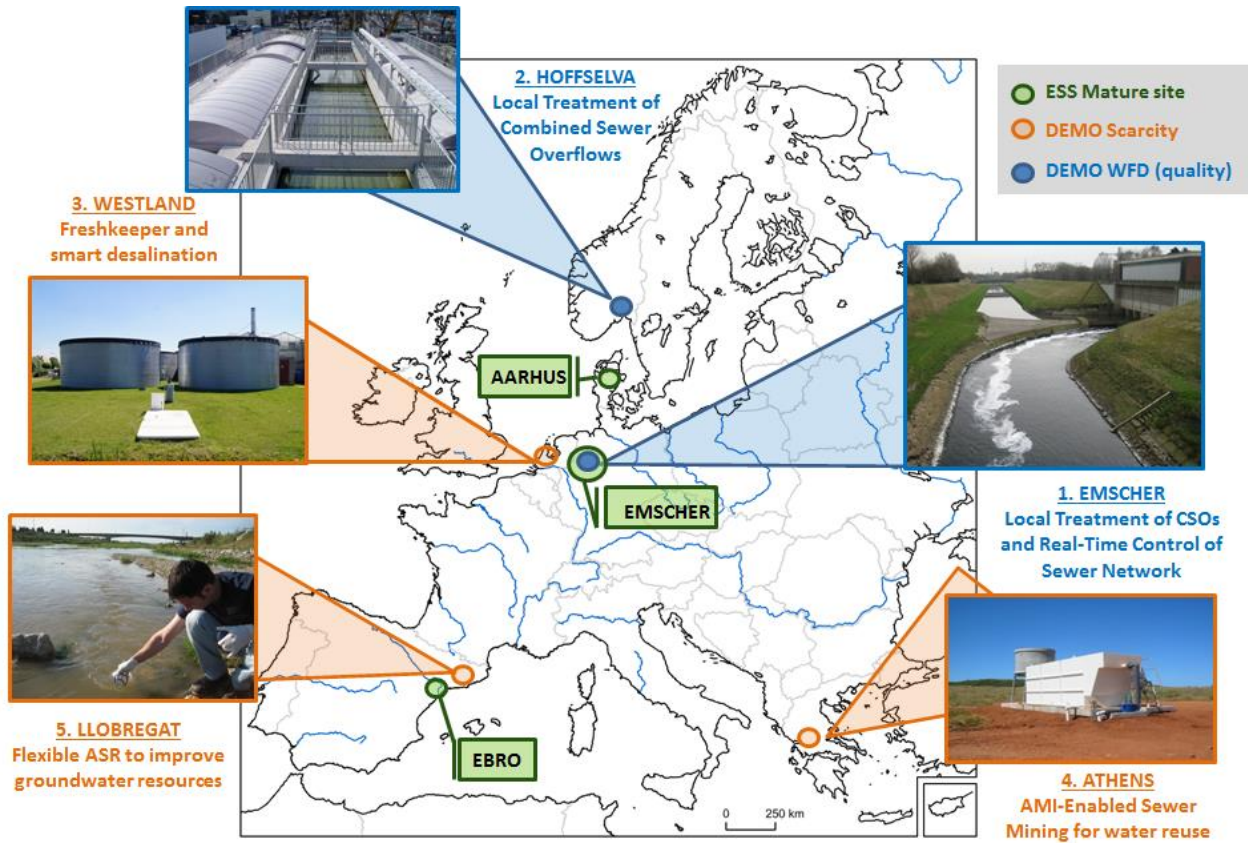 2. HOFFSELVA
Local Treatment of
Combined Sewer
Overflows
ESS Mature site
DEMO Scarcity
DEMO WFD (quality)
3. WESTLAND
Freshkeeper and
smart desalination
AARHUS
EMSCHER
1. EMSCHER
Local Treatment of CSOs
and Real-Time Control of
Sewer Network
5. LLOBREGAT
Flexible ASR to improve
groundwater resources
EBRO
0 250 km
4. ATHENS
AMI-Enabled Sewer
Mining for water reuse